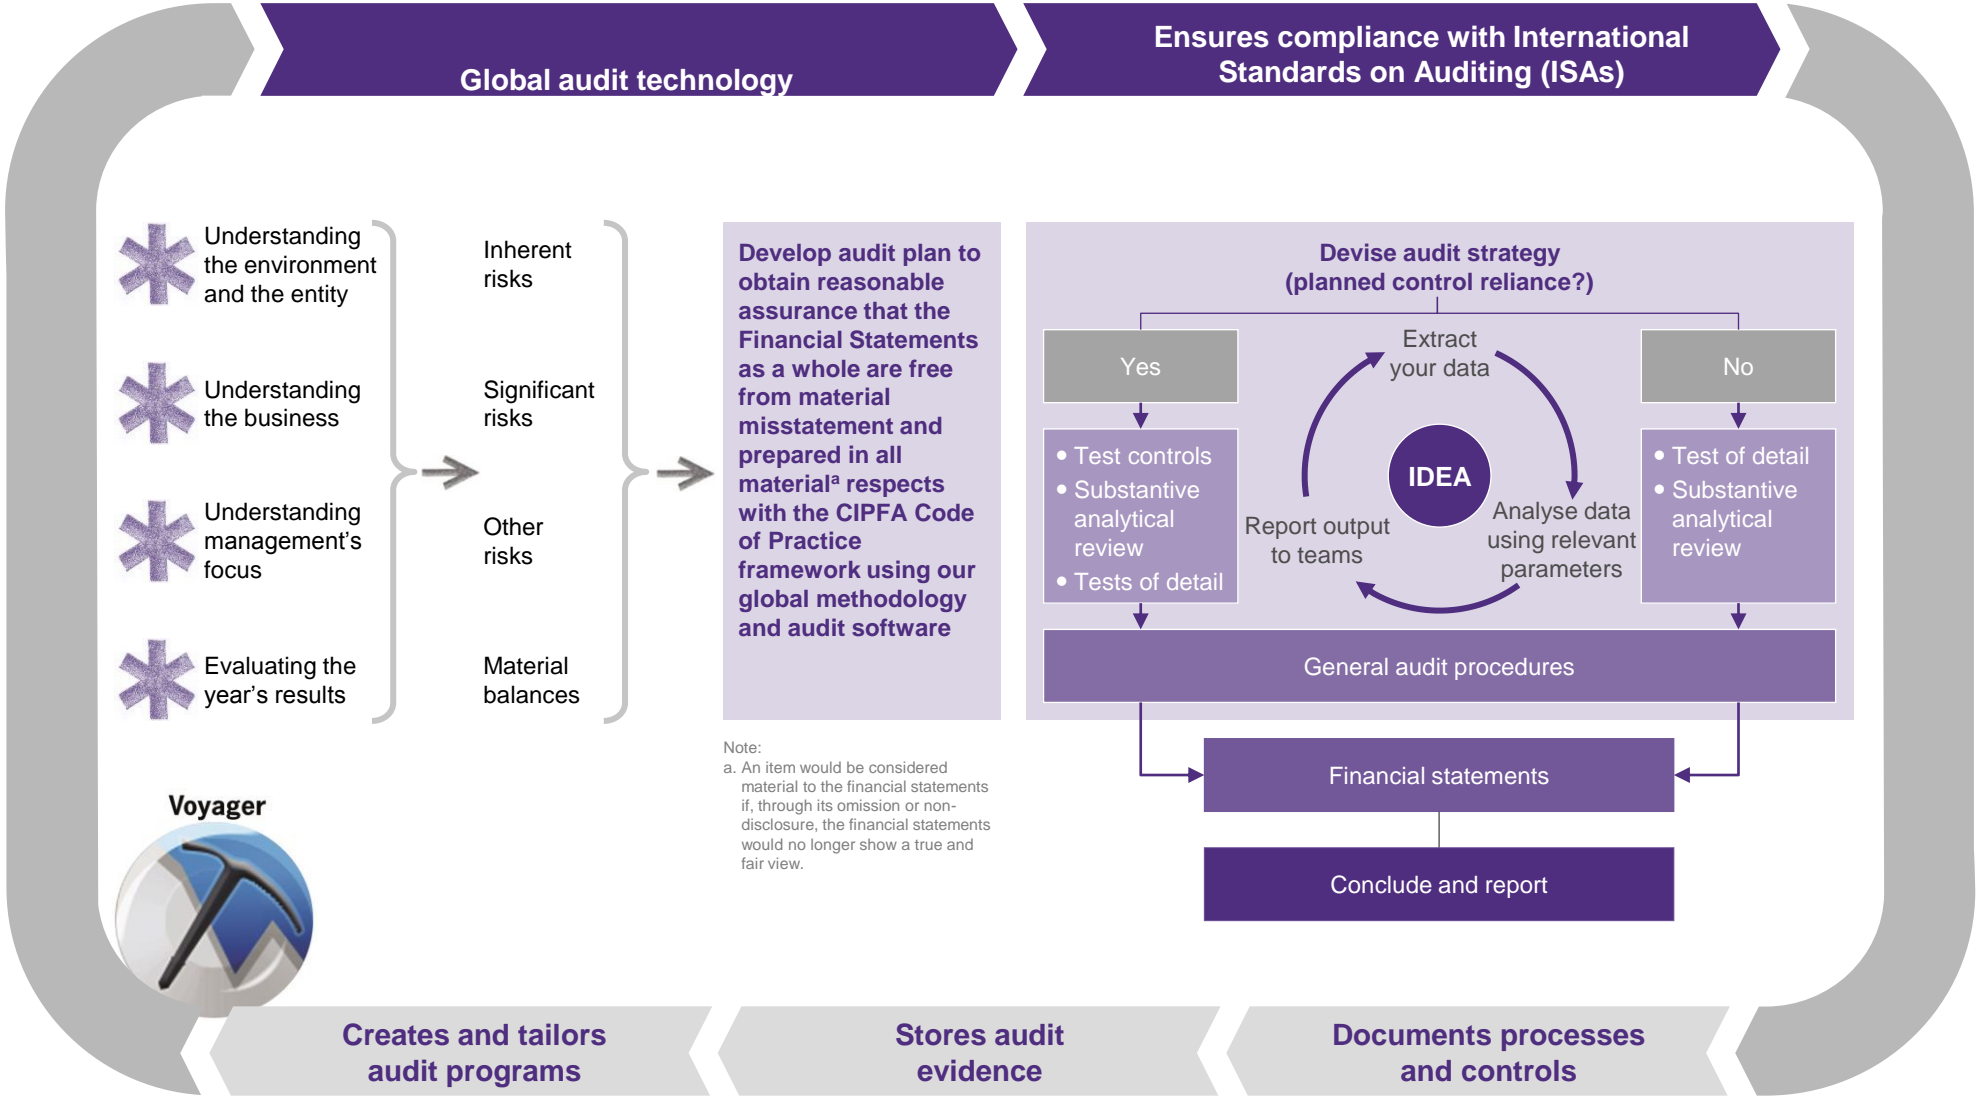 Global audit technology
Ensures compliance with International
Standards on Auditing (ISAs)
Understanding
the environment
and the entity
Understanding
the business
Understanding
management’s
focus
Evaluating the
year’s results
Inherent
risks
Significant
risks
Other
risks
Material
balances
Develop audit plan to
obtain reasonable
assurance that the
Financial Statements
as a whole are free
from material
misstatement and
prepared in all
materialᵃ respects
with the CIPFA Code
of Practice
framework using our
global methodology
and audit software
Note:
a. An item would be considered
material to the financial statements
if, through its omission or non-
disclosure, the financial statements
would no longer show a true and
fair view.
Devise audit strategy
(planned control reliance?)
Yes
• Test controls
• Substantive
analytical
review
• Tests of detail
Extract
your data
IDEA
Analyse data
using relevant
parameters
Report output
to teams
No
• Test of detail
• Substantive
analytical
review
General audit procedures
Financial statements
Conclude and report
Voyager
Creates and tailors
audit programs
Stores audit
evidence
Documents processes
and controls